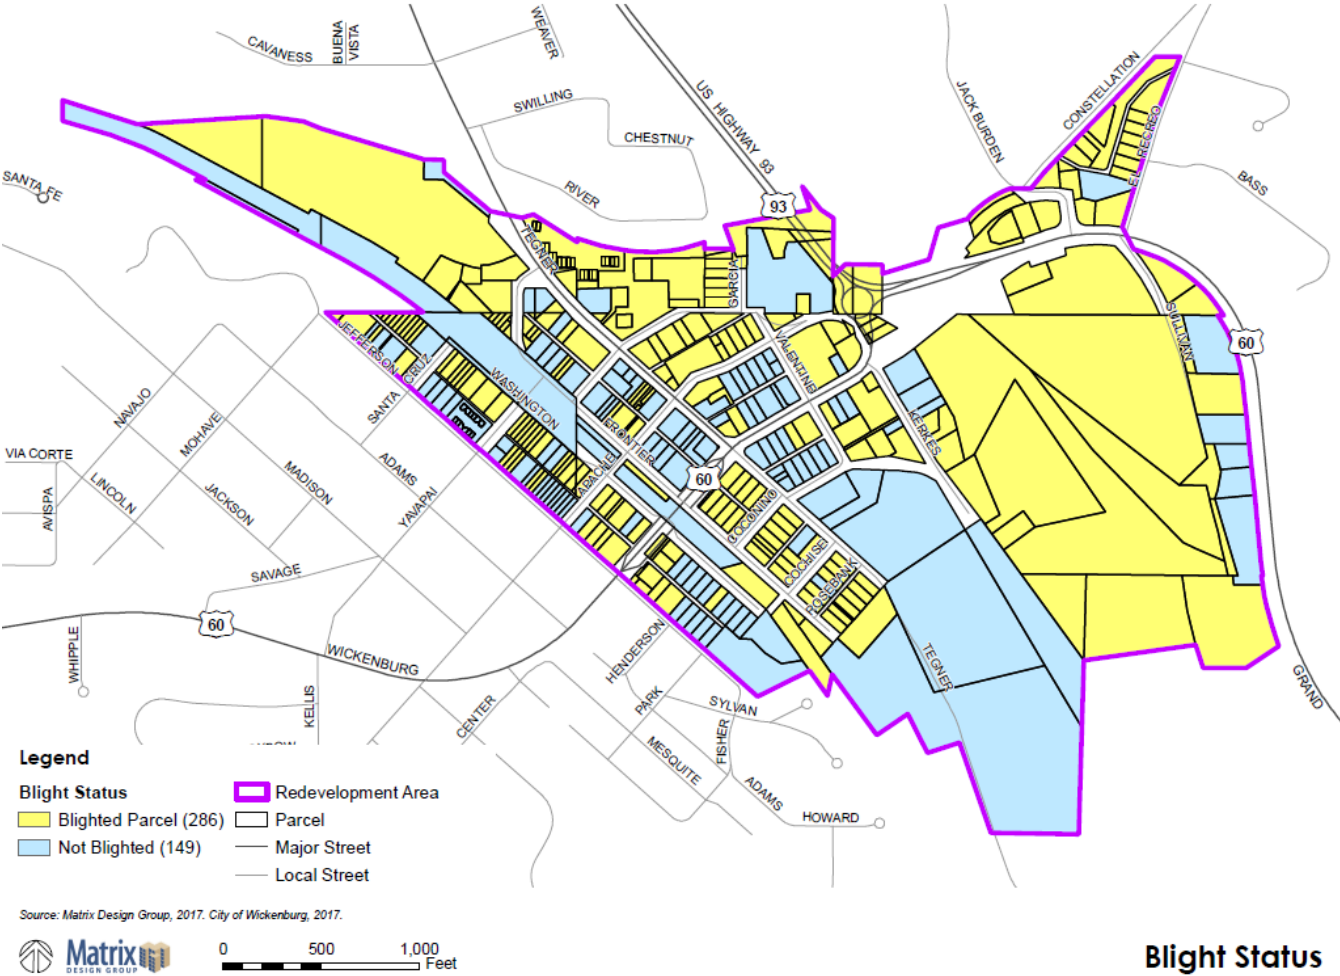 CAVANESS
BUENA
VISTA
WEAVER
SWILLING
CHESTNUT
RIVER
US HIGHWAY 93
93
JACK BURDEN
CONSTELLATION
EL RECREO
BASS
SANTA FE
TEGNER
GARCIA
VALENTINE
SULLIVAN
60
JEFFERSON
SANTA CRUZ
WASHINGTON
FRONTIER
APACHE
KERKES
60
COCONINO
COCHISE
ROSEBANK
NAVAJO
MOHAVE
VIA CORTE
AVISPA
LINCOLN
JACKSON
MADISON
ADAMS
YAVAPAI
SAVAGE
60
WHIPPLE
WICKENBURG
KELLIS
CENTER
HENDERSON
PARK
SYLVAN
FISHER
MESQUITE
ADAMS
HOWARD
TEGNER
GRAND
Legend
Blight Status
Blighted Parcel (286)
Not Blighted (149)
Redevelopment Area
Parcel
Major Street
Local Street
Source: Matrix Design Group, 2017. City of Wickenburg, 2017.
Matrix
DESIGN GROUP
0 500 1,000
Feet
Blight Status